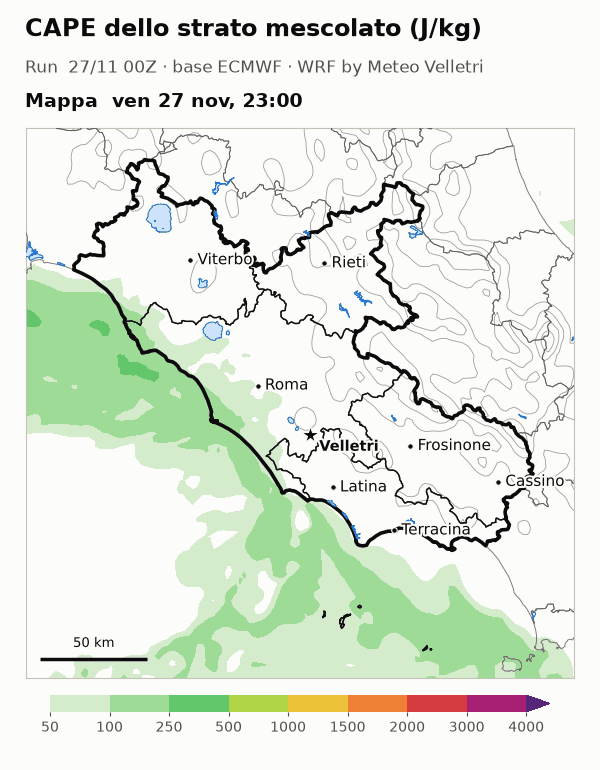 CAPE dello strato mescolato (J/kg)
Run  27/11 00Z · base ECMWF · WRF by Meteo Velletri
Mappa  ven 27 nov, 23:00
Viterbo
Rieti
Roma
Velletri
Frosinone
Cassino
Latina
Terracina
50 km
50 100 250 500 1000 1500 2000 3000 4000